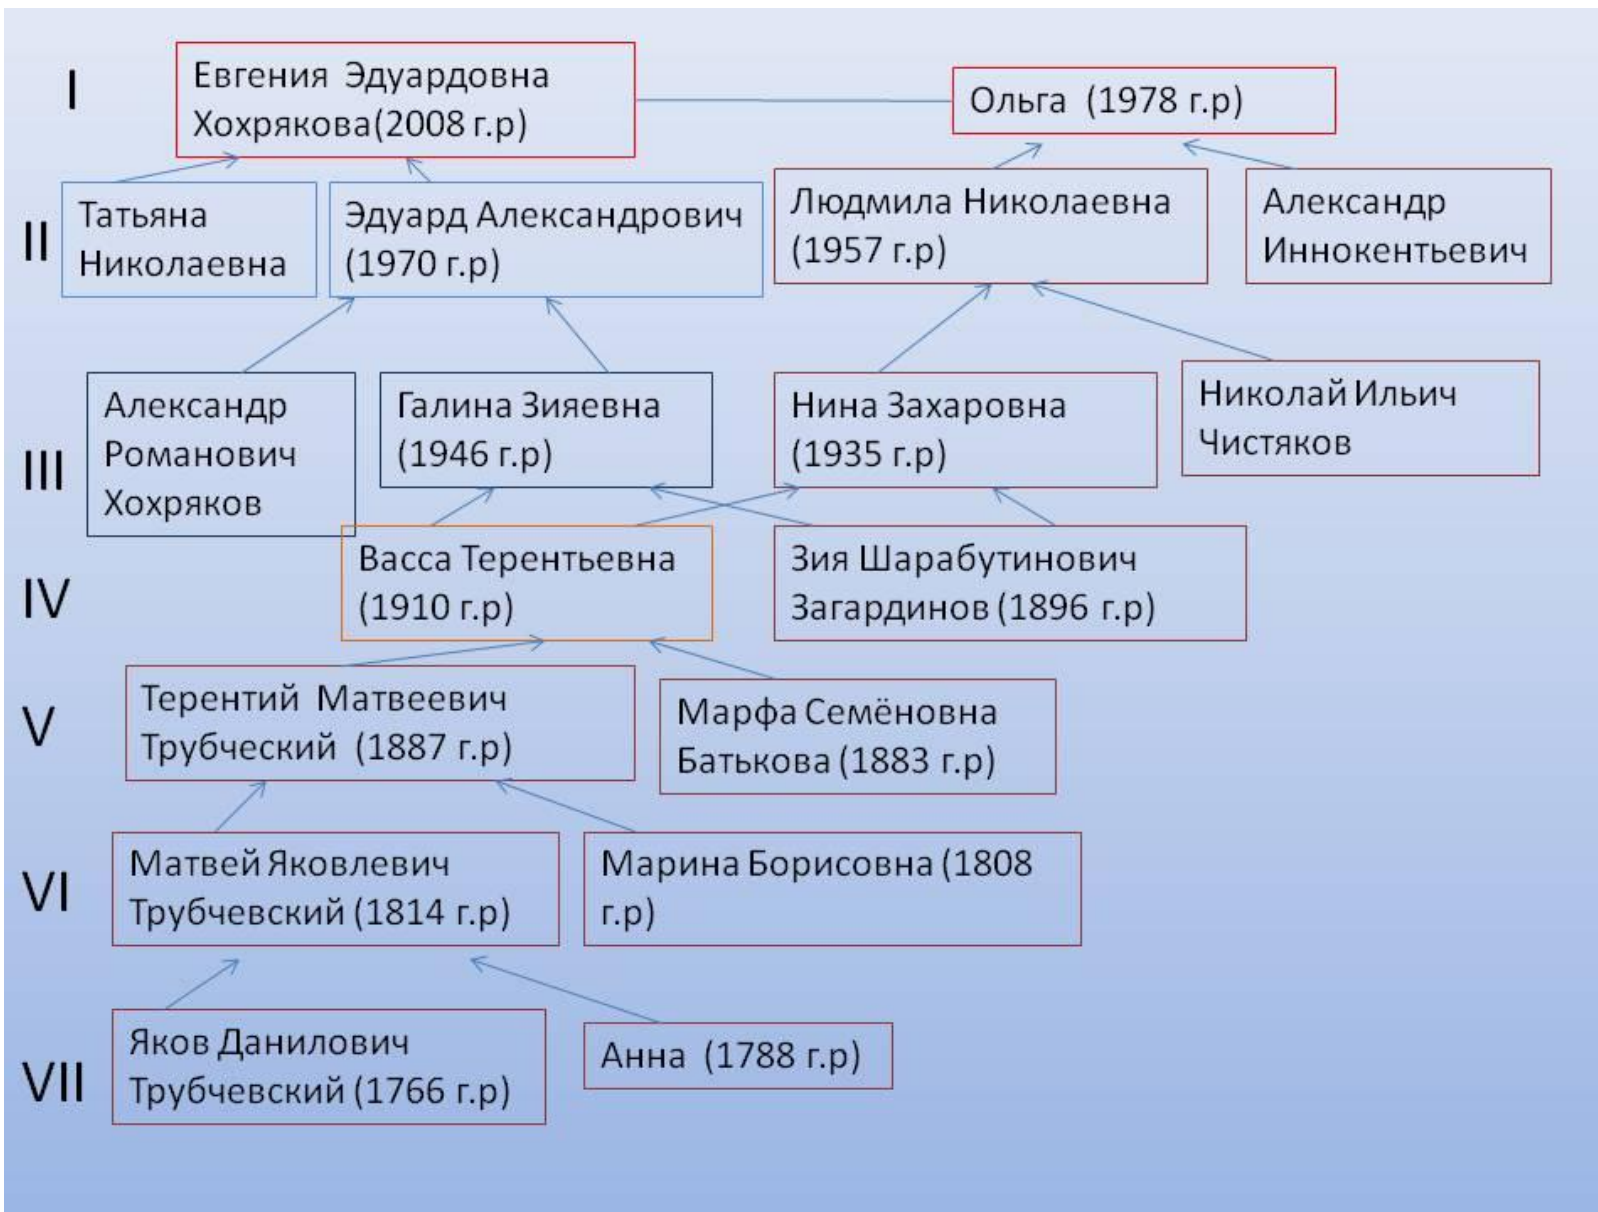 I
Евгения Эдуардовна
Хохрякова(2008 г.р)
Ольга (1978 г.р)
II
Татьяна
Николаевна
Эдуард Александрович
(1970 г.р)
Людмила Николаевна
(1957 г.р)
Александр
Иннокентьевич
III
Александр
Романович
Хохряков
Галина Зияевна
(1946 г.р)
Нина Захаровна
(1935 г.р)
Николай Ильич
Чистяков
IV
Васса Терентьевна
(1910 г.р)
Зия Шарабутинович
Загардинов (1896 г.р)
V
Терентий Матвеевич
Трубческий (1887 г.р)
Марфа Семёновна
Батькова (1883 г.р)
VI
Матвей Яковлевич
Трубчевский (1814 г.р)
Марина Борисовна (1808
г.р)
VII
Яков Данилович
Трубчевский (1766 г.р)
Анна (1788 г.р)